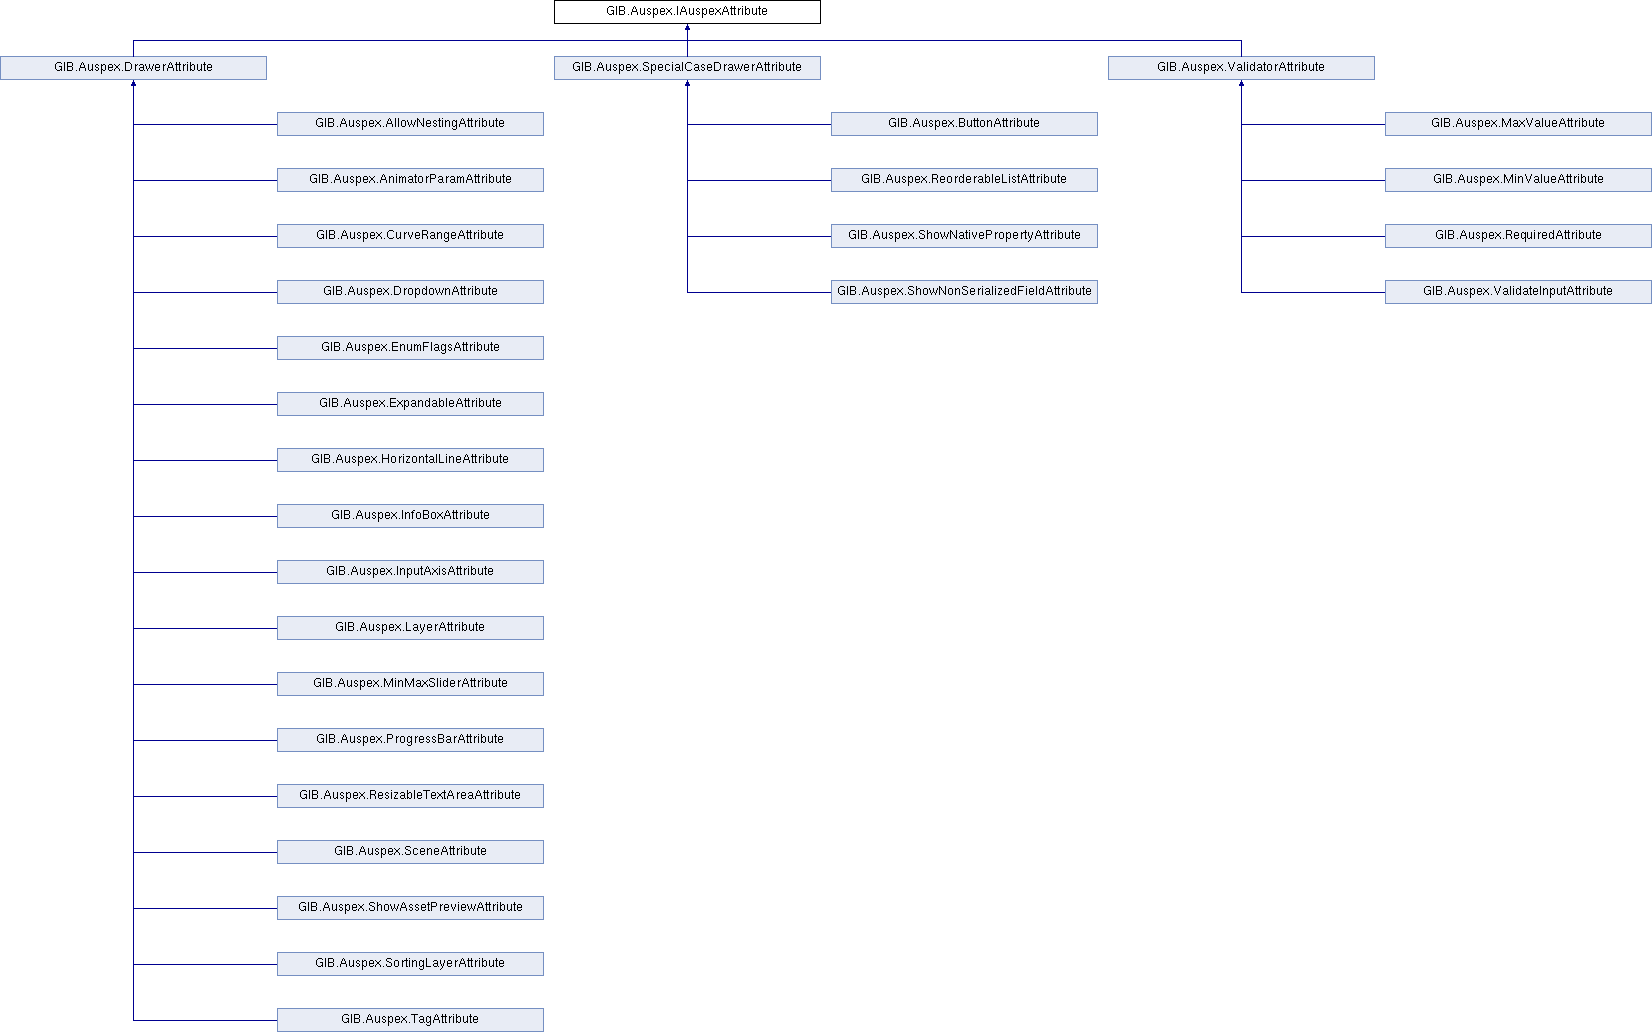 GIB.Auspex.IAuspexAttribute
GIB.Auspex.DrawerAttribute
GIB.Auspex.SpecialCaseDrawerAttribute
GIB.Auspex.ValidatorAttribute
GIB.Auspex.AllowNestingAttribute
GIB.Auspex.ButtonAttribute
GIB.Auspex.MaxValueAttribute
GIB.Auspex.AnimatorParamAttribute
GIB.Auspex.ReorderableListAttribute
GIB.Auspex.MinValueAttribute
GIB.Auspex.CurveRangeAttribute
GIB.Auspex.ShowNativePropertyAttribute
GIB.Auspex.RequiredAttribute
GIB.Auspex.DropdownAttribute
GIB.Auspex.ShowNonSerializedFieldAttribute
GIB.Auspex.ValidateInputAttribute
GIB.Auspex.EnumFlagsAttribute
GIB.Auspex.ExpandableAttribute
GIB.Auspex.HorizontalLineAttribute
GIB.Auspex.InfoBoxAttribute
GIB.Auspex.InputAxisAttribute
GIB.Auspex.LayerAttribute
GIB.Auspex.MinMaxSliderAttribute
GIB.Auspex.ProgressBarAttribute
GIB.Auspex.ResizableTextAreaAttribute
GIB.Auspex.SceneAttribute
GIB.Auspex.ShowAssetPreviewAttribute
GIB.Auspex.SortingLayerAttribute
GIB.Auspex.TagAttribute